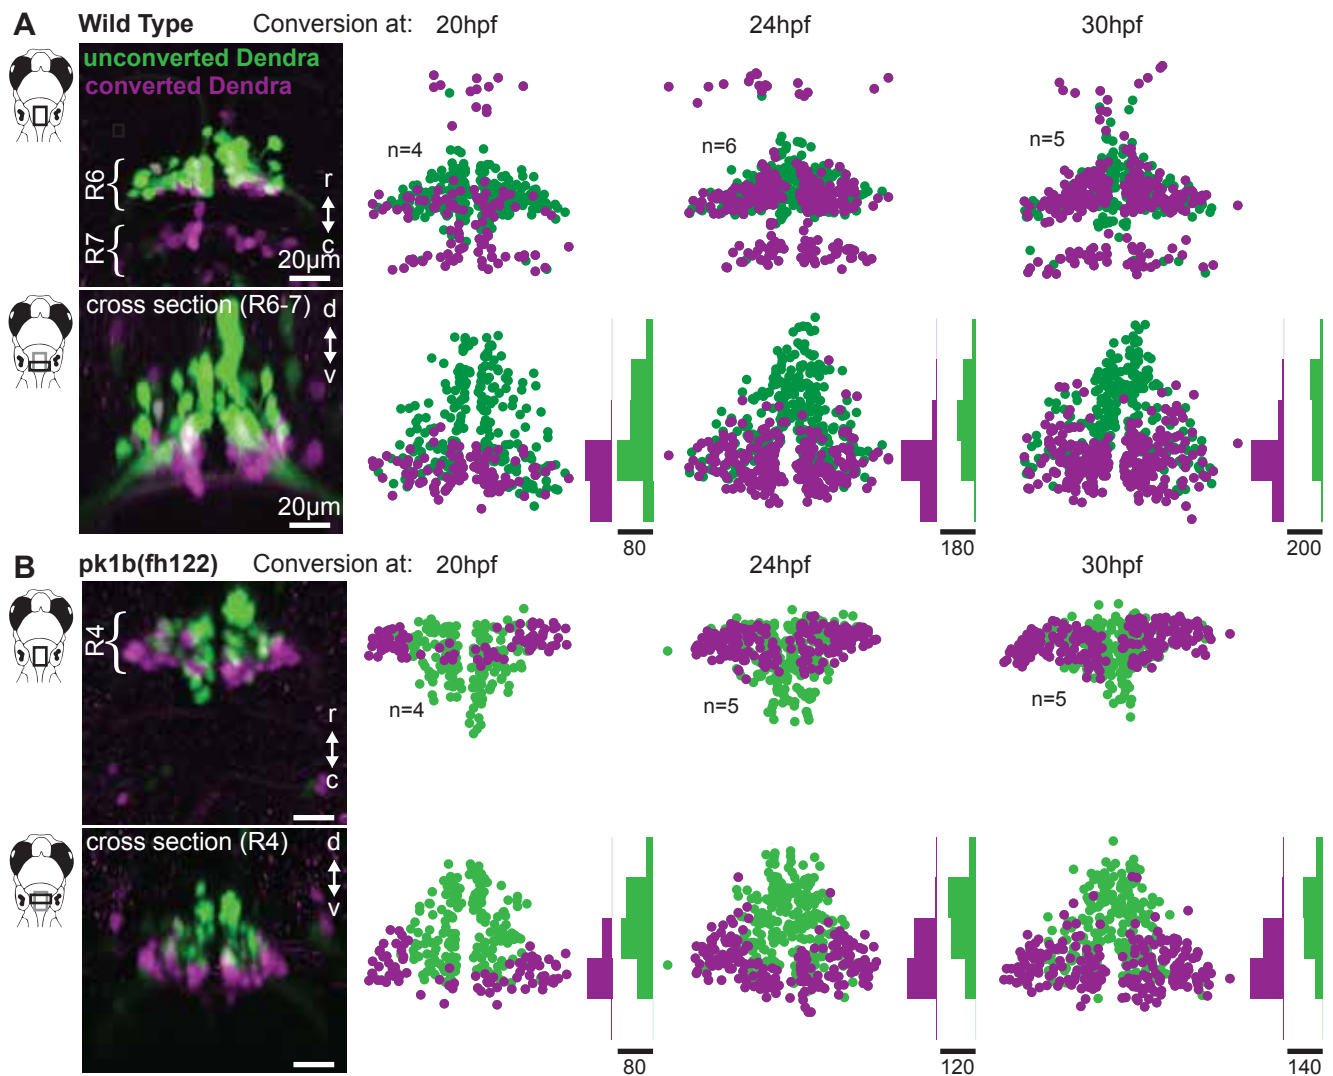 A Wild Type Conversion at: 20hpf 24hpf 30hpf
unconverted Dendra
converted Dendra
n=4 n=6 n=5
R6
r
c
R7
20µm
cross section (R6-7) d
v
20µm
80 180 200
B pk1b(fh122) Conversion at: 20hpf 24hpf 30hpf
R4
n=4 n=5 n=5
r
c
cross section (R4) d
v
80 120 140